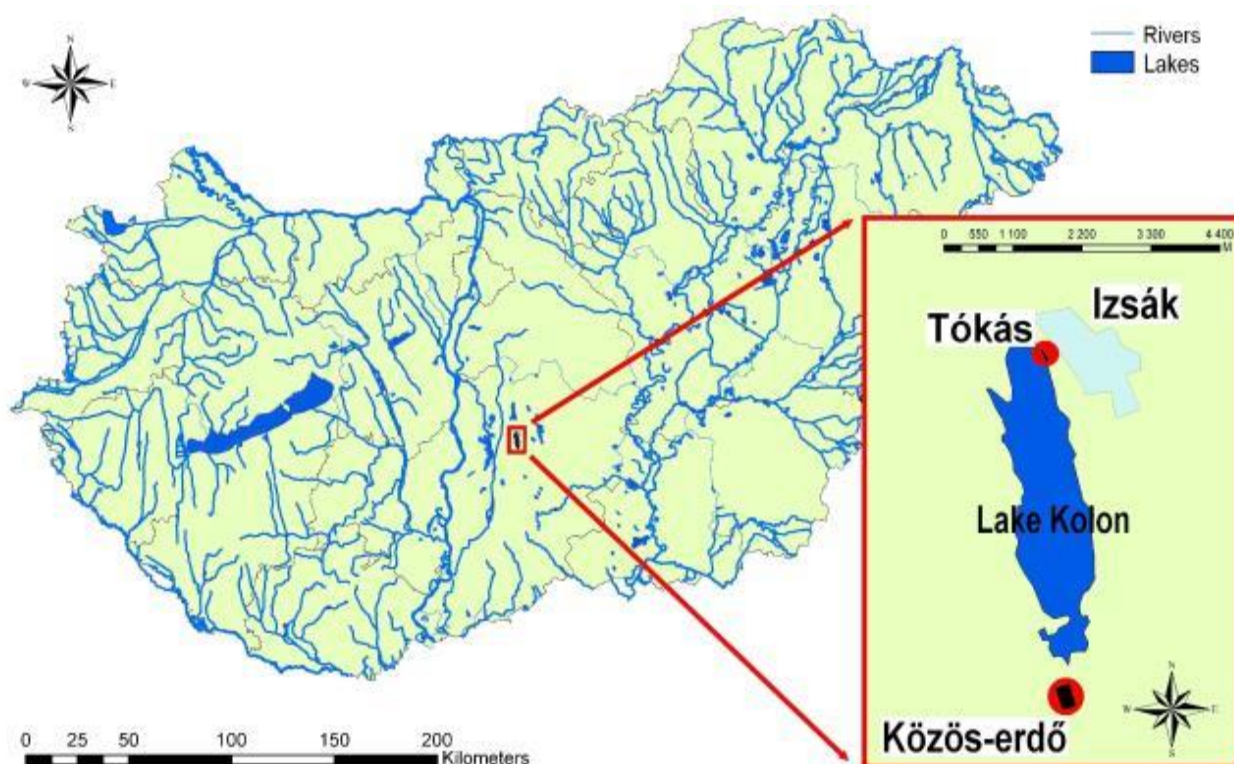 N
W E
S
Rivers
Lakes
0 550 1 100 2 200 3 300 4 400
M
Izsák
Tókás
Lake Kolon
N
W E
S
Közös-erdő
0 25 50 100 150 200
Kilometers